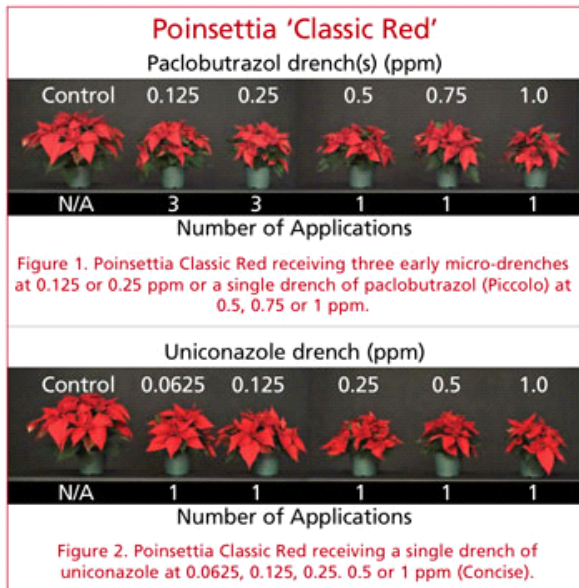 Poinsettia ‘Classic Red’
Paclobutrazol drench(s) (ppm)
Control 0.125 0.25 0.5 0.75 1.0
N/A 3 3 1 1 1
Number of Applications
Figure 1. Poinsettia Classic Red receiving three early micro-drenches
at 0.125 or 0.25 ppm or a single drench of paclobutrazol (Piccolo) at
0.5, 0.75 or 1 ppm.
Uniconazole drench (ppm)
Control 0.0625 0.125 0.25 0.5 1.0
N/A 1 1 1 1 1
Number of Applications
Figure 2. Poinsettia Classic Red receiving a single drench of
uniconazole at 0.0625, 0.125, 0.25. 0.5 or 1 ppm (Concise).